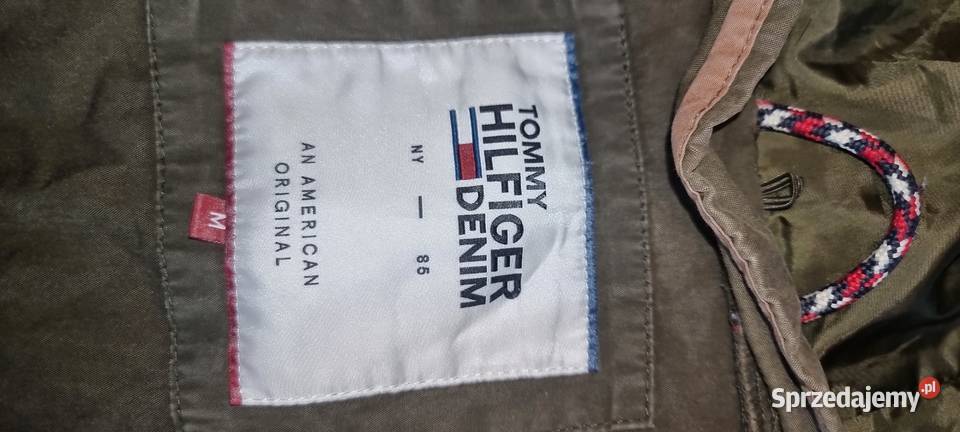 TOMMY
HILFIGER
DENIM
NY — 85
AN AMERICAN
ORIGINAL
M
Sprzedajemy.pl